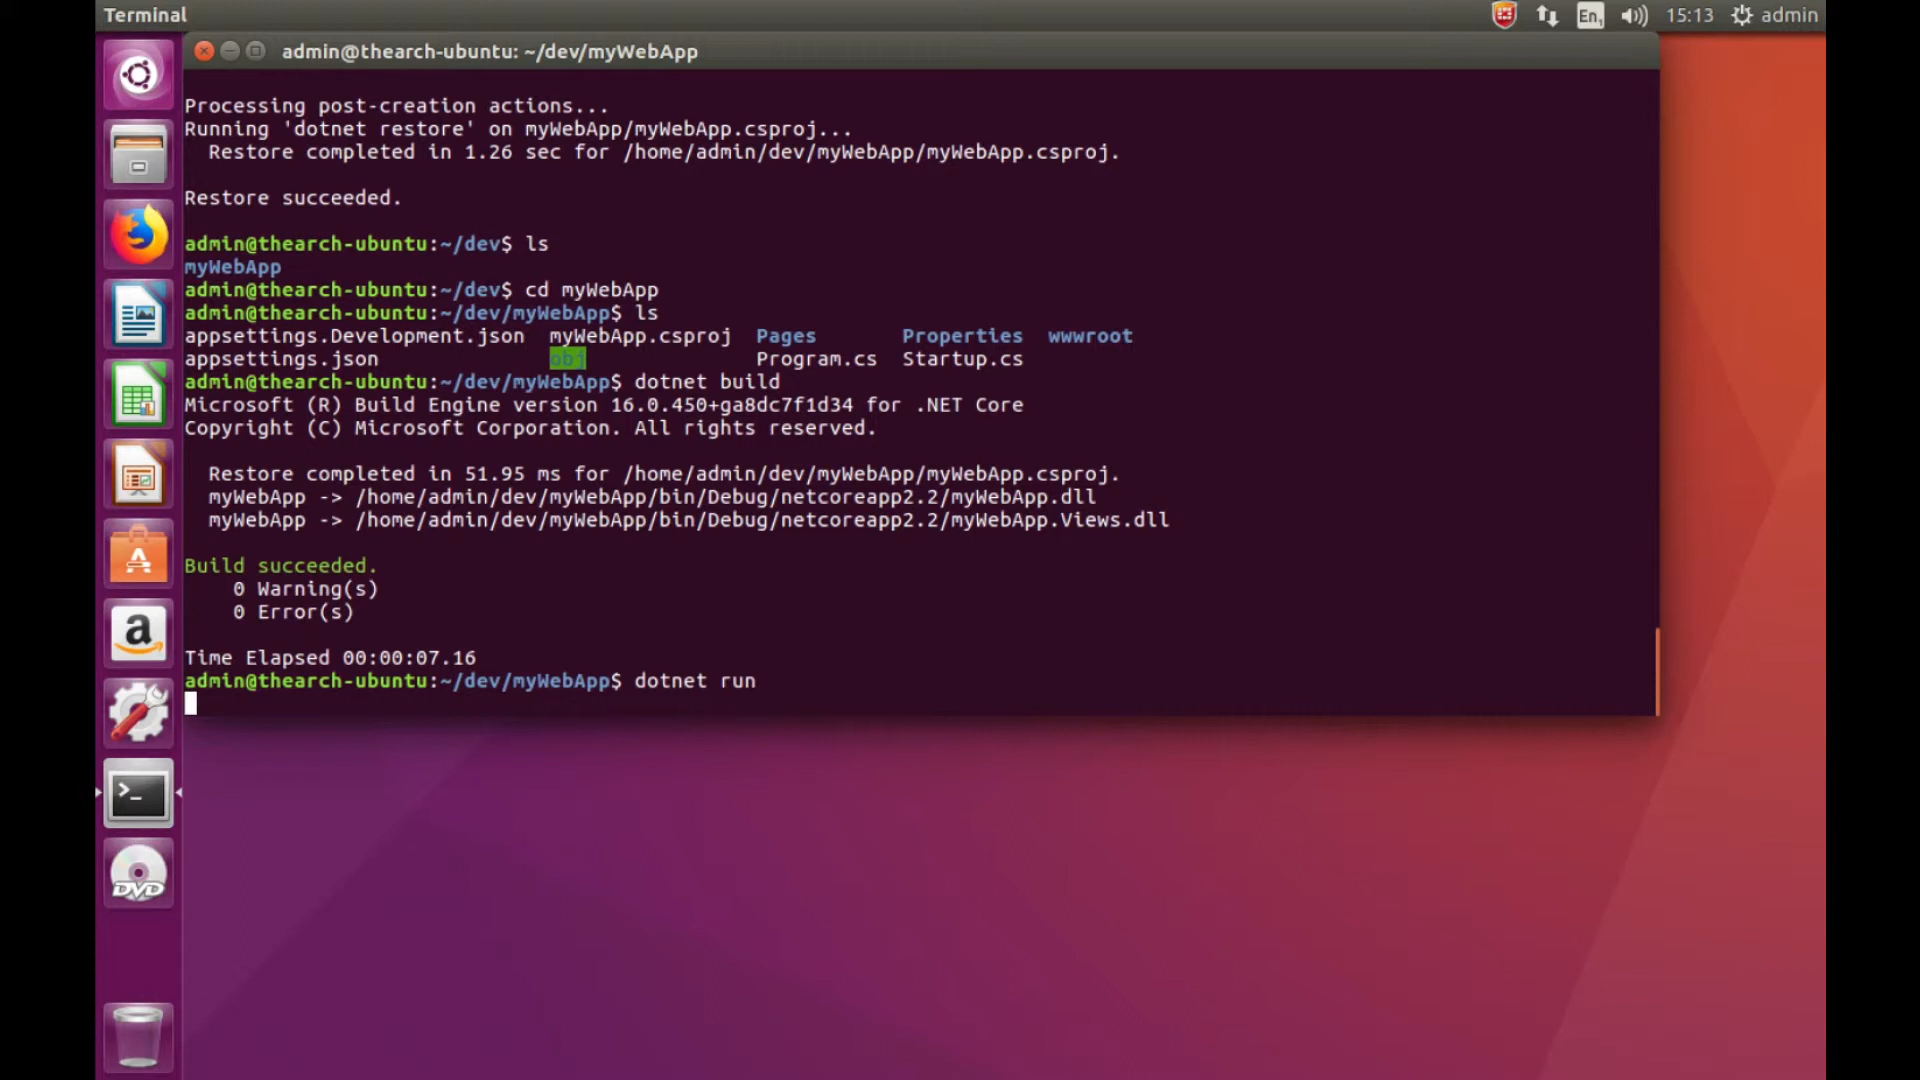 Terminal
En1
15:13
admin
admin@thearch-ubuntu: ~/dev/myWebApp
Processing post-creation actions...
Running 'dotnet restore' on myWebApp/myWebApp.csproj...
Restore completed in 1.26 sec for /home/admin/dev/myWebApp/myWebApp.csproj.
Restore succeeded.
admin@thearch-ubuntu:~/dev$ ls
myWebApp
admin@thearch-ubuntu:~/dev$ cd myWebApp
admin@thearch-ubuntu:~/dev/myWebApp$ ls
appsettings.Development.json myWebApp.csproj Pages Properties wwwroot
appsettings.json obj Program.cs Startup.cs
admin@thearch-ubuntu:~/dev/myWebApp$ dotnet build
Microsoft (R) Build Engine version 16.0.450+ga8dc7f1d34 for .NET Core
Copyright (C) Microsoft Corporation. All rights reserved.
Restore completed in 51.95 ms for /home/admin/dev/myWebApp/myWebApp.csproj.
myWebApp -> /home/admin/dev/myWebApp/bin/Debug/netcoreapp2.2/myWebApp.dll
myWebApp -> /home/admin/dev/myWebApp/bin/Debug/netcoreapp2.2/myWebApp.Views.dll
Build succeeded.
0 Warning(s)
0 Error(s)
Time Elapsed 00:00:07.16
admin@thearch-ubuntu:~/dev/myWebApp$ dotnet run
a
>_
DVD